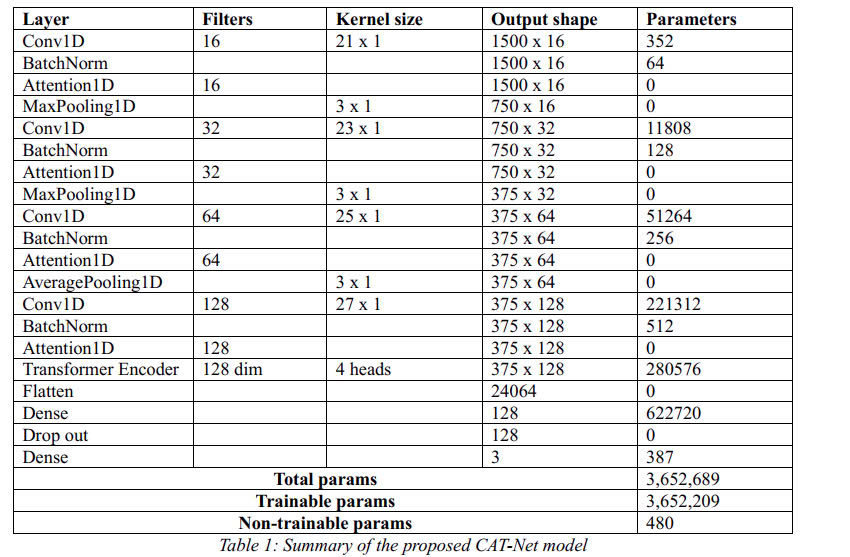 Layer Filters Kernel size Output shape Parameters
Conv1D 16 21 x 1 1500 x 16 352
BatchNorm 1500 x 16 64
Attention1D 16 1500 x 16 0
MaxPooling1D 3 x 1 750 x 16 0
Conv1D 32 23 x 1 750 x 32 11808
BatchNorm 750 x 32 128
Attention1D 32 750 x 32 0
MaxPooling1D 3 x 1 375 x 32 0
Conv1D 64 25 x 1 375 x 64 51264
BatchNorm 375 x 64 256
Attention1D 64 375 x 64 0
AveragePooling1D 3 x 1 375 x 64 0
Conv1D 128 27 x 1 375 x 128 221312
BatchNorm 375 x 128 512
Attention1D 128 375 x 128 0
Transformer Encoder 128 dim 4 heads 375 x 128 280576
Flatten 24064 0
Dense 128 622720
Drop out 128 0
Dense 3 387
Total params 3,652,689
Trainable params 3,652,209
Non-trainable params 480
Table 1: Summary of the proposed CAT-Net model